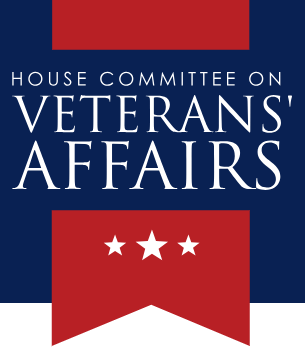 HOUSE COMMITTEE ON
VETERANS'
AFFAIRS